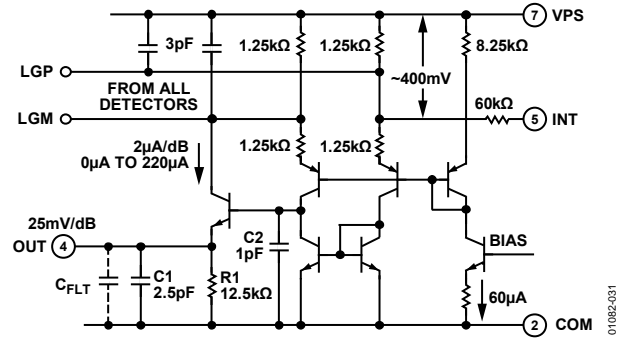 7 VPS
3pF
1.25kΩ
1.25kΩ
8.25kΩ
LGP
FROM ALL
DETECTORS
~400mV
60kΩ
5 INT
LGM
2µA/dB
0µA TO 220µA
1.25kΩ
1.25kΩ
25mV/dB
OUT 4
C2
1pF
BIAS
CFLT
C1
2.5pF
R1
12.5kΩ
60µA
2 COM
01082-031